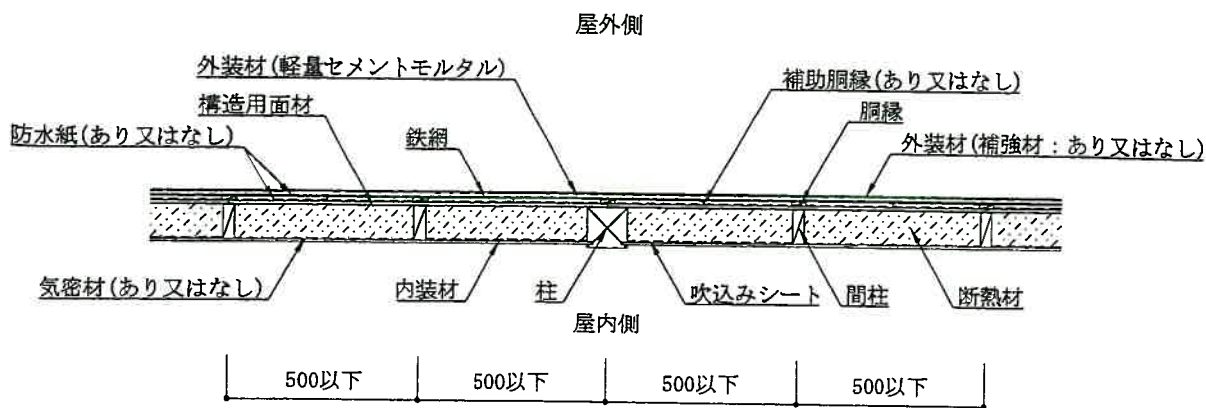 屋外側
外装材(軽量セメントモルタル)
補助胴縁(あり又はなし)
構造用面材
胴縁
防水紙(あり又はなし)
鉄網
外装材(補強材：あり又はなし)
気密材(あり又はなし)
内装材
柱
吹込みシート
間柱
断熱材
屋内側
500以下
500以下
500以下
500以下